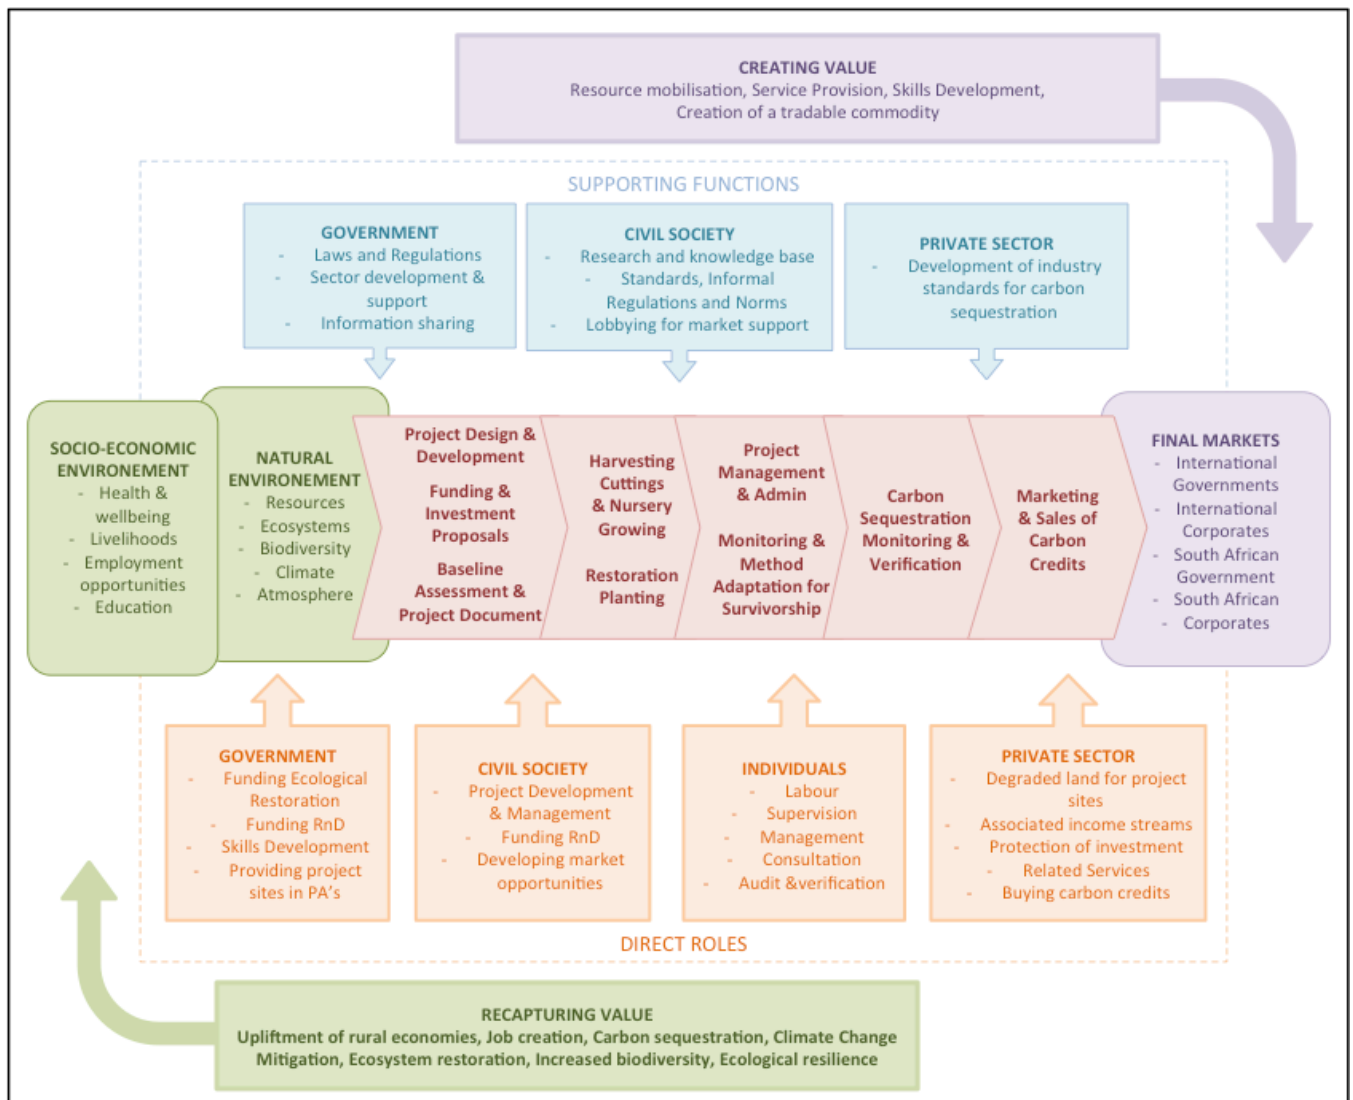 CREATING VALUE
Resource mobilisation, Service Provision, Skills Development,
Creation of a tradable commodity
SUPPORTING FUNCTIONS
GOVERNMENT
- Laws and Regulations
- Sector development &
support
- Information sharing
CIVIL SOCIETY
- Research and knowledge base
- Standards, Informal
Regulations and Norms
- Lobbying for market support
PRIVATE SECTOR
- Development of industry
standards for carbon
sequestration
SOCIO-ECONOMIC
ENVIRONEMENT
- Health &
wellbeing
- Livelihoods
- Employment
opportunities
- Education
NATURAL
ENVIRONEMENT
- Resources
- Ecosystems
- Biodiversity
- Climate
- Atmosphere
Project Design &
Development
Funding &
Investment
Proposals
Baseline
Assessment &
Project Document
Harvesting
Cuttings
& Nursery
Growing
Restoration
Planting
Project
Management
& Admin
Monitoring &
Method
Adaptation for
Survivorship
Carbon
Sequestration
Monitoring &
Verification
Marketing
& Sales of
Carbon
Credits
FINAL MARKETS
- International
Governments
- International
Corporates
- South African
Government
- South African
- Corporates
GOVERNMENT
- Funding Ecological
Restoration
- Funding RnD
- Skills Development
- Providing project
sites in PA's
CIVIL SOCIETY
- Project Development
& Management
- Funding RnD
- Developing market
opportunities
INDIVIDUALS
- Labour
- Supervision
- Management
- Consultation
- Audit &verification
PRIVATE SECTOR
- Degraded land for project
sites
- Associated income streams
- Protection of investment
- Related Services
- Buying carbon credits
DIRECT ROLES
RECAPTURING VALUE
Upliftment of rural economies, Job creation, Carbon sequestration, Climate Change
Mitigation, Ecosystem restoration, Increased biodiversity, Ecological resilience